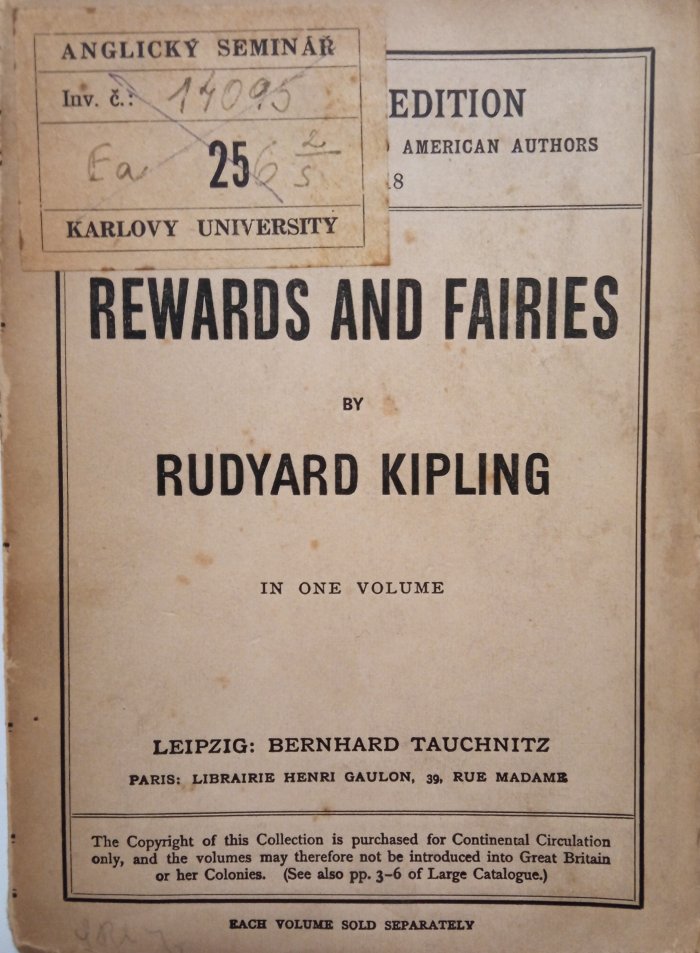 ANGLICKÝ SEMINÁŘ
Inv. č.: 14095
Ea 256 2/5
KARLOVY UNIVERSITY
EDITION
AMERICAN AUTHORS
18
REWARDS AND FAIRIES
BY
RUDYARD KIPLING
IN ONE VOLUME
LEIPZIG: BERNHARD TAUCHNITZ
PARIS: LIBRAIRIE HENRI GAULON, 39, RUE MADAME
The Copyright of this Collection is purchased for Continental Circulation
only, and the volumes may therefore not be introduced into Great Britain
or her Colonies. (See also pp. 3–6 of Large Catalogue.)
EACH VOLUME SOLD SEPARATELY